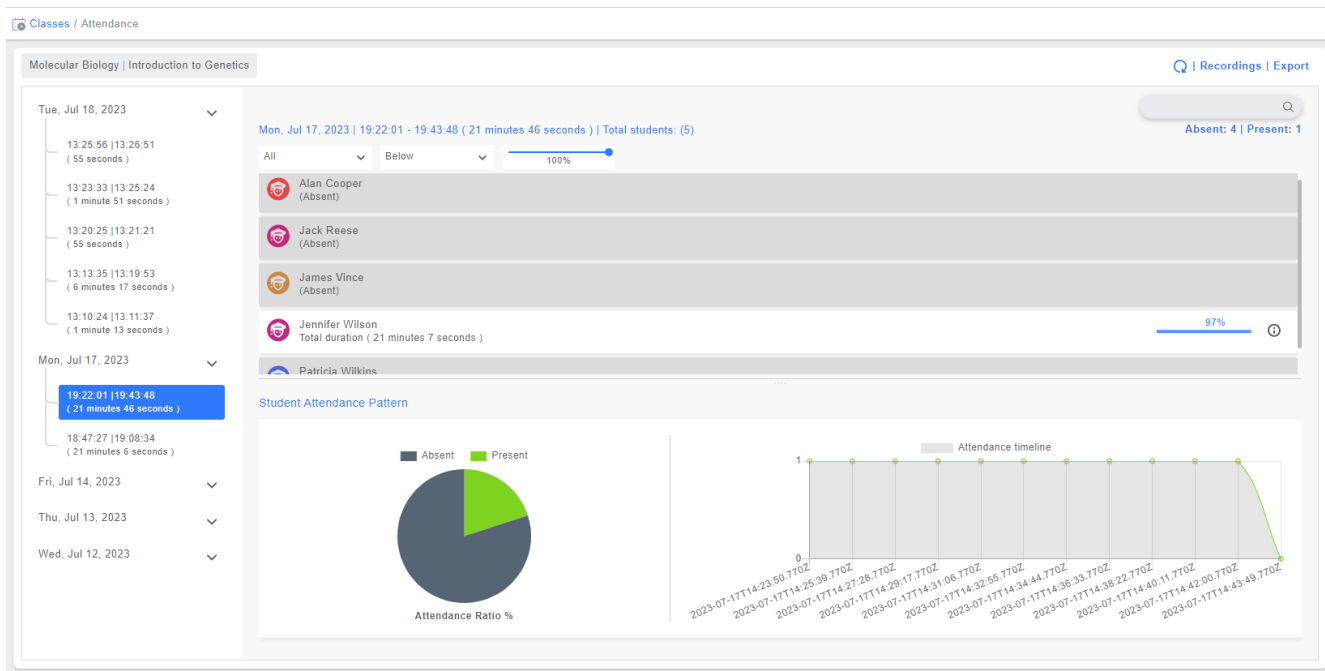 Classes / Attendance
Molecular Biology | Introduction to Genetics
| Recordings | Export
Tue, Jul 18, 2023
13:25:56 |13:26:51
( 55 seconds )
13:23:33 |13:25:24
( 1 minute 51 seconds )
13:20:25 |13:21:21
( 55 seconds )
13:13:35 |13:19:53
( 6 minutes 17 seconds )
13:10:24 |13:11:37
( 1 minute 13 seconds )
Mon, Jul 17, 2023
19:22:01 |19:43:48
( 21 minutes 46 seconds )
18:47:27 |19:08:34
( 21 minutes 6 seconds )
Fri, Jul 14, 2023
Thu, Jul 13, 2023
Wed, Jul 12, 2023
Mon, Jul 17, 2023 | 19:22:01 - 19:43:48 ( 21 minutes 46 seconds ) | Total students: (5)
Absent: 4 | Present: 1
All Below 100%
Alan Cooper
(Absent)
Jack Reese
(Absent)
James Vince
(Absent)
Jennifer Wilson
Total duration ( 21 minutes 7 seconds )
97%
Patricia Wilkins
Student Attendance Pattern
Absent Present
Attendance Ratio %
Attendance timeline
1
0
2023-07-17T14:23:50.770Z
2023-07-17T14:25:39.770Z
2023-07-17T14:27:28.770Z
2023-07-17T14:29:17.770Z
2023-07-17T14:31:06.770Z
2023-07-17T14:32:55.770Z
2023-07-17T14:34:44.770Z
2023-07-17T14:36:33.770Z
2023-07-17T14:38:22.770Z
2023-07-17T14:40:11.770Z
2023-07-17T14:42:00.770Z
2023-07-17T14:43:49.770Z